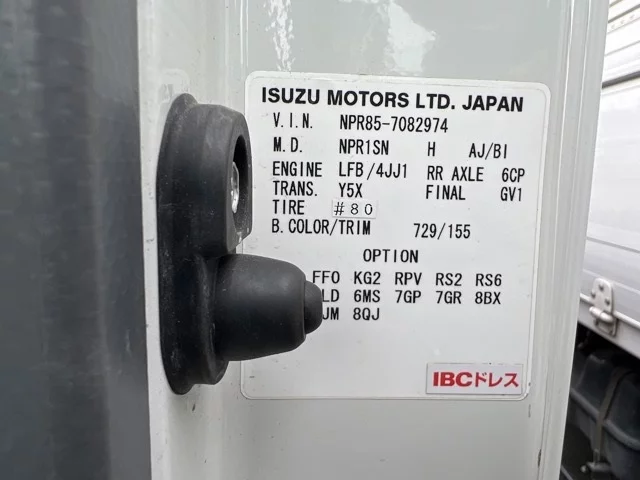 ISUZU MOTORS LTD. JAPAN
V.I.N. NPR85-7082974
M.D. NPR1SN H AJ/BI
ENGINE LFB/4JJ1 RR AXLE 6CP
TRANS. Y5X FINAL GV1
TIRE #80
B.COLOR/TRIM 729/155
OPTION
FFO KG2 RPV RS2 RS6
6MS 7GP 7GR 8BX
8QJ
IBCドレス